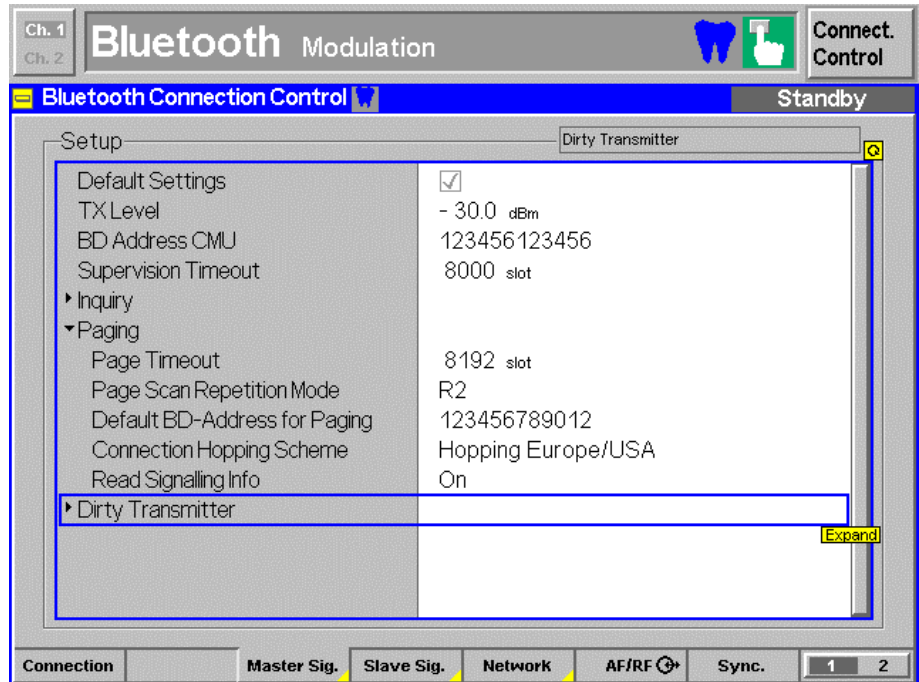 Ch. 1
Ch. 2
Bluetooth Modulation
Connect.
Control
Bluetooth Connection Control
Standby
Setup
Dirty Transmitter
Default Settings
TX Level - 30.0 dBm
BD Address CMU 123456123456
Supervision Timeout 8000 slot
Inquiry
Paging
Page Timeout 8192 slot
Page Scan Repetition Mode R2
Default BD-Address for Paging 123456789012
Connection Hopping Scheme Hopping Europe/USA
Read Signalling Info On
Dirty Transmitter
Expand
Connection Master Sig. Slave Sig. Network AF/RF Sync. 1 2